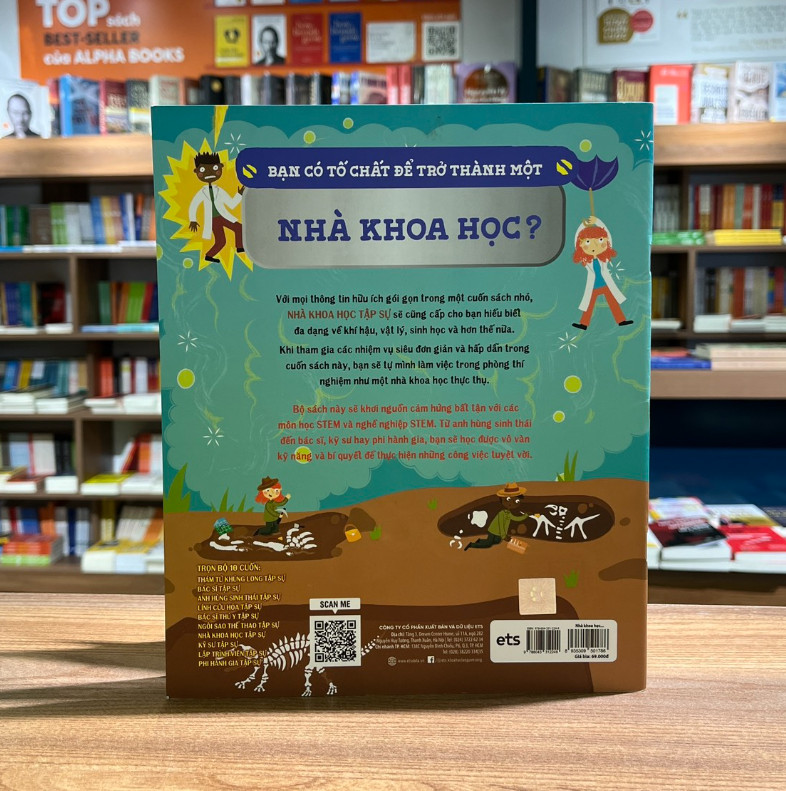 TOP sách
BEST-SELLER
của ALPHA BOOKS
BẠN CÓ TỐ CHẤT ĐỂ TRỞ THÀNH MỘT
NHÀ KHOA HỌC?
Với mọi thông tin hữu ích gói gọn trong một cuốn sách nhỏ,
NHÀ KHOA HỌC TẬP SỰ sẽ cung cấp cho bạn hiểu biết
đa dạng về khí hậu, vật lý, sinh học và hơn thế nữa.
Khi tham gia các nhiệm vụ siêu đơn giản và hấp dẫn trong
cuốn sách này, bạn sẽ tự mình làm việc trong phòng thí
nghiệm như một nhà khoa học thực thụ.
Bộ sách này sẽ khơi nguồn cảm hứng bất tận với các
môn học STEM và nghề nghiệp STEM. Từ anh hùng sinh thái
đến bác sĩ, kỹ sư hay phi hành gia, bạn sẽ học được vô vàn
kỹ năng và bí quyết để thực hiện những công việc tuyệt vời.
TRỌN BỘ 10 CUỐN:
THÁM TỬ KHỦNG LONG TẬP SỰ
BÁC SĨ TẬP SỰ
ANH HÙNG SINH THÁI TẬP SỰ
LÍNH CỨU HỎA TẬP SỰ
BÁC SĨ THÚ Y TẬP SỰ
NGÔI SAO THỂ THAO TẬP SỰ
NHÀ KHOA HỌC TẬP SỰ
KỸ SƯ TẬP SỰ
LẬP TRÌNH VIÊN TẬP SỰ
PHI HÀNH GIA TẬP SỰ
SCAN ME
CÔNG TY CỔ PHẦN XUẤT BẢN VÀ DỮ LIỆU ETS
ets
Nhà khoa học...
Giá bìa: 69.000đ